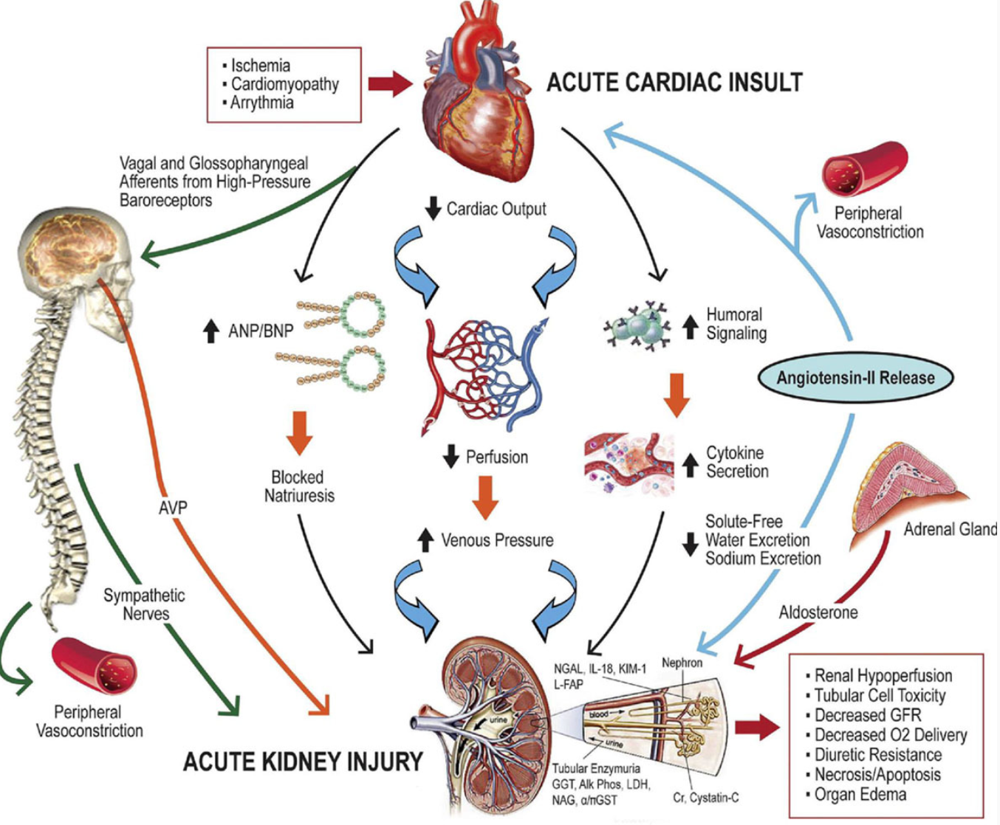 ▪ Ischemia
▪ Cardiomyopathy
▪ Arrythmia
ACUTE CARDIAC INSULT
Vagal and Glossopharyngeal
Afferents from High-Pressure
Baroreceptors
Cardiac Output
Peripheral
Vasoconstriction
ANP/BNP
Humoral
Signaling
Angiotensin-II Release
Blocked
Natriuresis
Perfusion
Cytokine
Secretion
AVP
Venous Pressure
Solute-Free
Water Excretion
Sodium Excretion
Adrenal Gland
Sympathetic
Nerves
Aldosterone
Peripheral
Vasoconstriction
ACUTE KIDNEY INJURY
urine
NGAL, IL-18, KIM-1
L-FAP
Nephron
blood
urine
Tubular Enzymuria
GGT, Alk Phos, LDH,
NAG, α/πGST
Cr, Cystatin-C
▪ Renal Hypoperfusion
▪ Tubular Cell Toxicity
▪ Decreased GFR
▪ Decreased O2 Delivery
▪ Diuretic Resistance
▪ Necrosis/Apoptosis
▪ Organ Edema